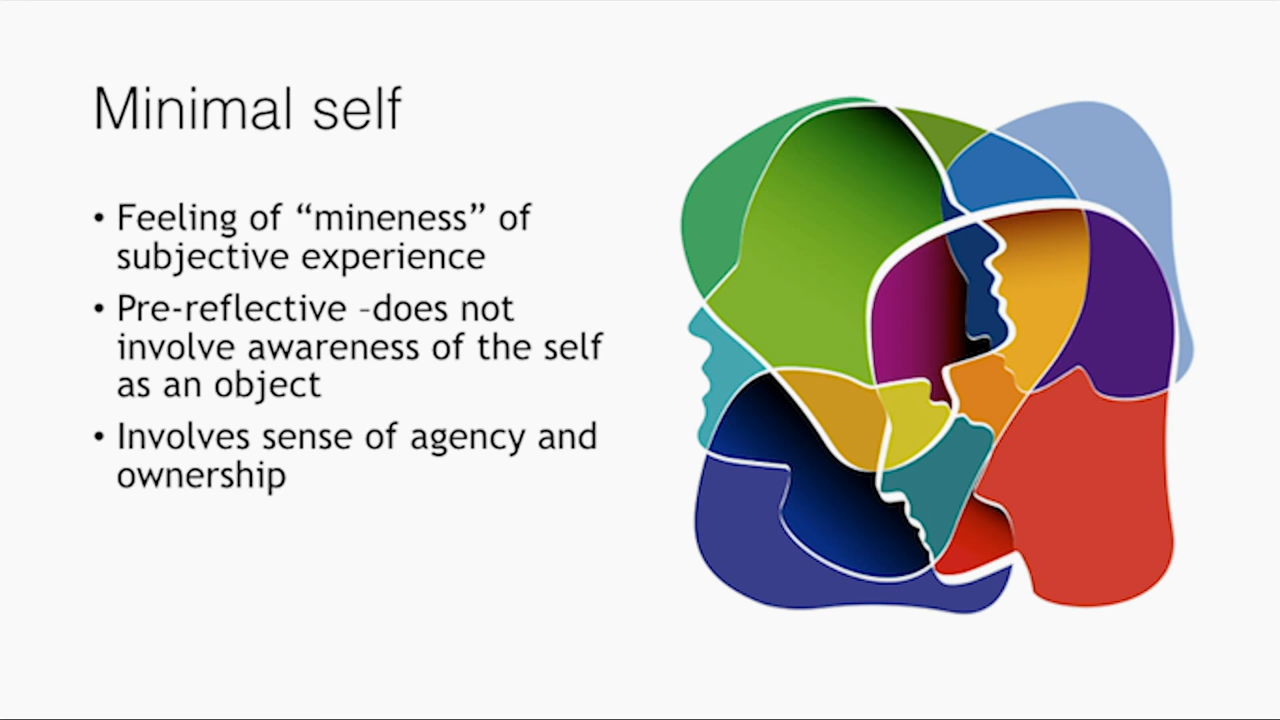 Minimal self
• Feeling of “mineness” of
subjective experience
• Pre-reflective –does not
involve awareness of the self
as an object
• Involves sense of agency and
ownership